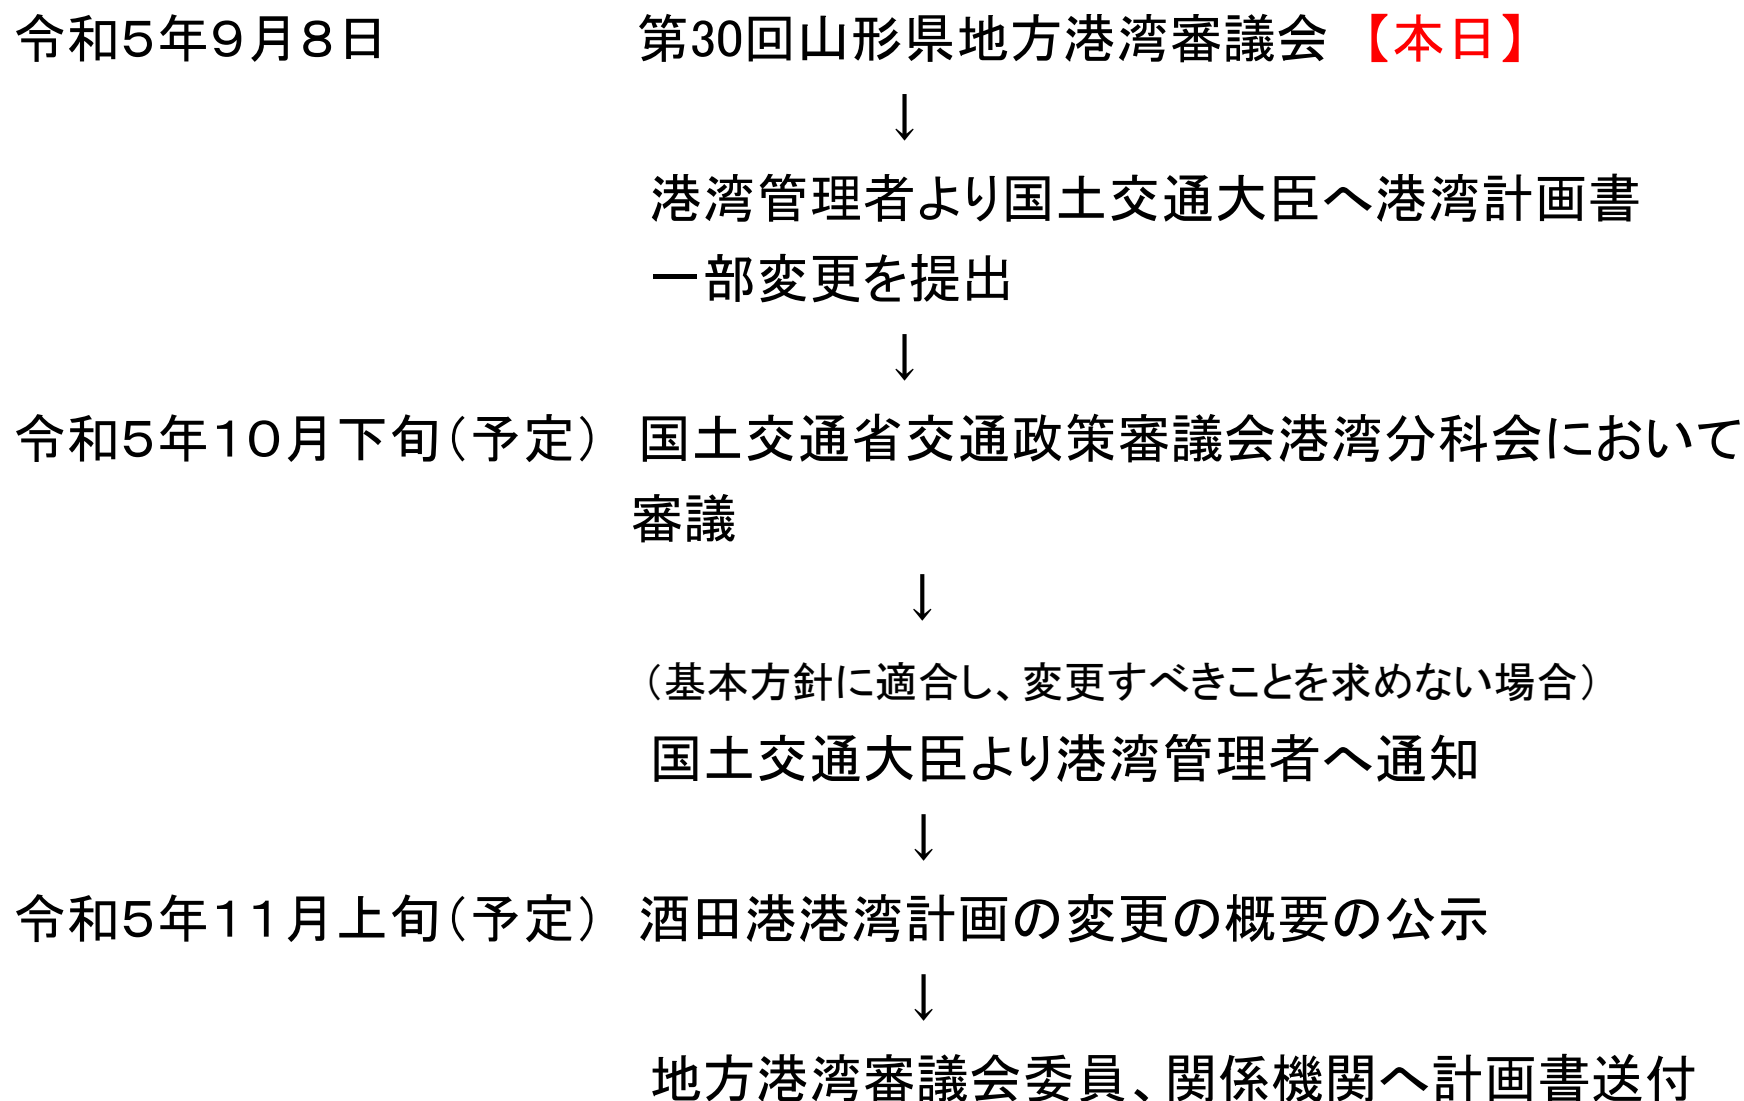 令和５年９月８日 第30回山形県地方港湾審議会 【本日】
↓
港湾管理者より国土交通大臣へ港湾計画書
一部変更を提出
↓
令和５年１０月下旬（予定） 国土交通省交通政策審議会港湾分科会において
審議
↓
（基本方針に適合し、変更すべきことを求めない場合）
国土交通大臣より港湾管理者へ通知
↓
令和５年１１月上旬（予定） 酒田港港湾計画の変更の概要の公示
↓
地方港湾審議会委員、関係機関へ計画書送付